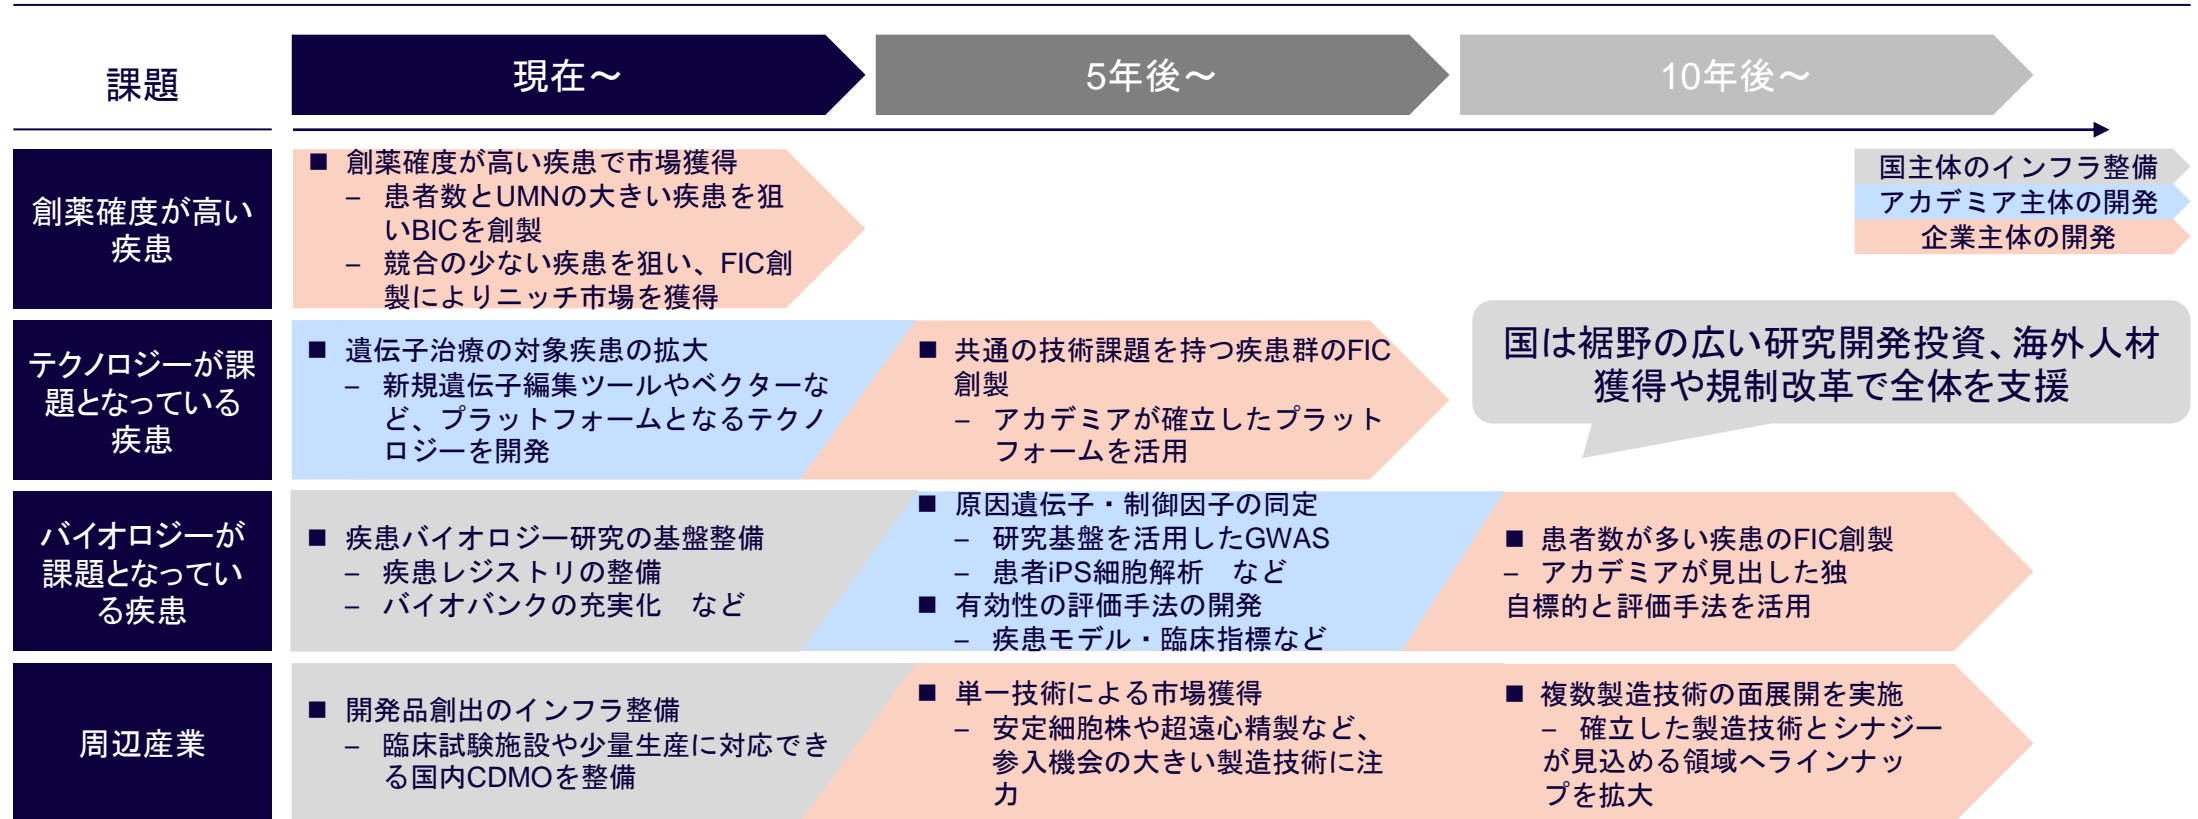 課題
現在～
5年後～
10年後～
国主体のインフラ整備
アカデミア主体の開発
企業主体の開発
創薬確度が高い
疾患
■ 創薬確度が高い疾患で市場獲得
– 患者数とUMNの大きい疾患を狙
いBICを創製
– 競合の少ない疾患を狙い、FIC創
製によりニッチ市場を獲得
国は裾野の広い研究開発投資、海外人材
獲得や規制改革で全体を支援
テクノロジーが課
題となっている
疾患
■ 遺伝子治療の対象疾患の拡大
– 新規遺伝子編集ツールやベクターな
ど、プラットフォームとなるテクノ
ロジーを開発
■ 共通の技術課題を持つ疾患群のFIC
創製
– アカデミアが確立したプラット
フォームを活用
バイオロジーが
課題となってい
る疾患
■ 疾患バイオロジー研究の基盤整備
– 疾患レジストリの整備
– バイオバンクの充実化　など
■ 原因遺伝子・制御因子の同定
– 研究基盤を活用したGWAS
– 患者iPS細胞解析　など
■ 有効性の評価手法の開発
– 疾患モデル・臨床指標など
■ 患者数が多い疾患のFIC創製
– アカデミアが見出した独
自標的と評価手法を活用
周辺産業
■ 開発品創出のインフラ整備
– 臨床試験施設や少量生産に対応でき
る国内CDMOを整備
■ 単一技術による市場獲得
– 安定細胞株や超遠心精製など、
参入機会の大きい製造技術に注
力
■ 複数製造技術の面展開を実施
– 確立した製造技術とシナジー
が見込める領域へラインナッ
プを拡大